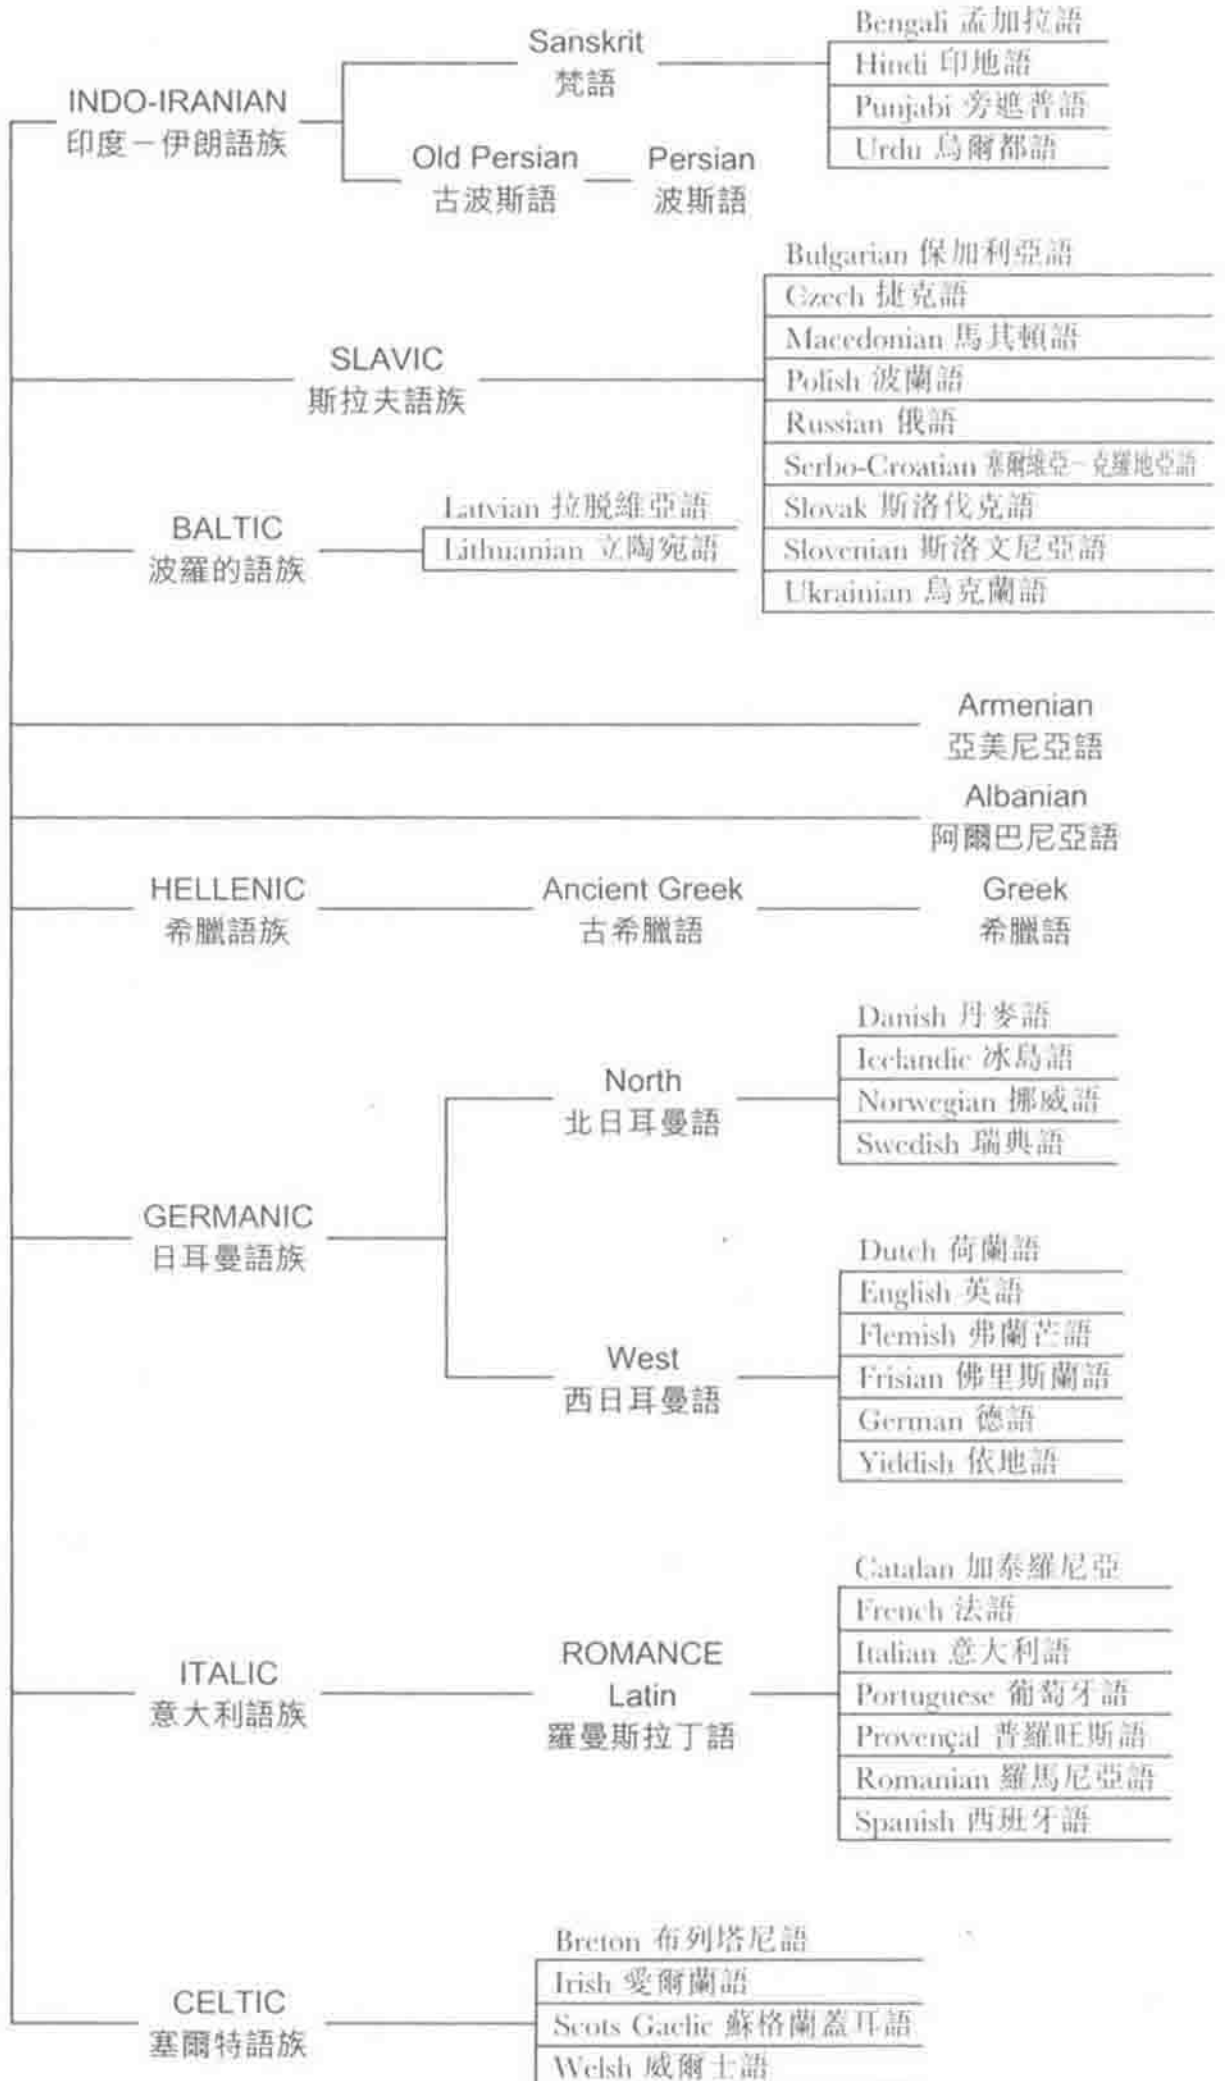 INDO-IRANIAN
印度－伊朗語族
Sanskrit
梵語
Bengali 孟加拉語
Hindi 印地語
Punjabi 旁遮普語
Urdu 烏爾都語
Old Persian
古波斯語
Persian
波斯語
SLAVIC
斯拉夫語族
Bulgarian 保加利亞語
Czech 捷克語
Macedonian 馬其頓語
Polish 波蘭語
Russian 俄語
Serbo-Croatian 塞爾維亞－克羅地亞語
Slovak 斯洛伐克語
Slovenian 斯洛文尼亞語
Ukrainian 烏克蘭語
BALTIC
波羅的語族
Latvian 拉脫維亞語
Lithuanian 立陶宛語
Armenian
亞美尼亞語
Albanian
阿爾巴尼亞語
HELLENIC
希臘語族
Ancient Greek
古希臘語
Greek
希臘語
GERMANIC
日耳曼語族
North
北日耳曼語
Danish 丹麥語
Icelandic 冰島語
Norwegian 挪威語
Swedish 瑞典語
West
西日耳曼語
Dutch 荷蘭語
English 英語
Flemish 弗蘭芒語
Frisian 佛里斯蘭語
German 德語
Yiddish 依地語
ITALIC
意大利語族
ROMANCE
Latin
羅曼斯拉丁語
Catalan 加泰羅尼亞
French 法語
Italian 意大利語
Portuguese 葡萄牙語
Provençal 普羅旺斯語
Romanian 羅馬尼亞語
Spanish 西班牙語
CELTIC
塞爾特語族
Breton 布列塔尼語
Irish 愛爾蘭語
Scots Gaelic 蘇格蘭蓋耳語
Welsh 威爾士語